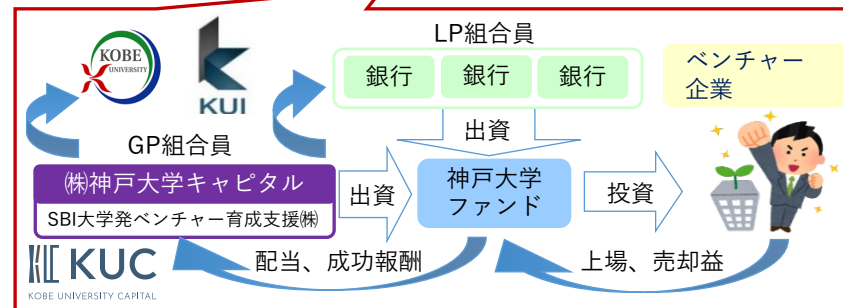 LP組合員
KOBE
UNIVERSITY
KUI
銀行
銀行
銀行
ベンチャー
企業
出資
GP組合員
㈱神戸大学キャピタル
SBI大学発ベンチャー育成支援㈱
出資
神戸大学
ファンド
投資
KUC
KOBE UNIVERSITY CAPITAL
配当、成功報酬
上場、売却益